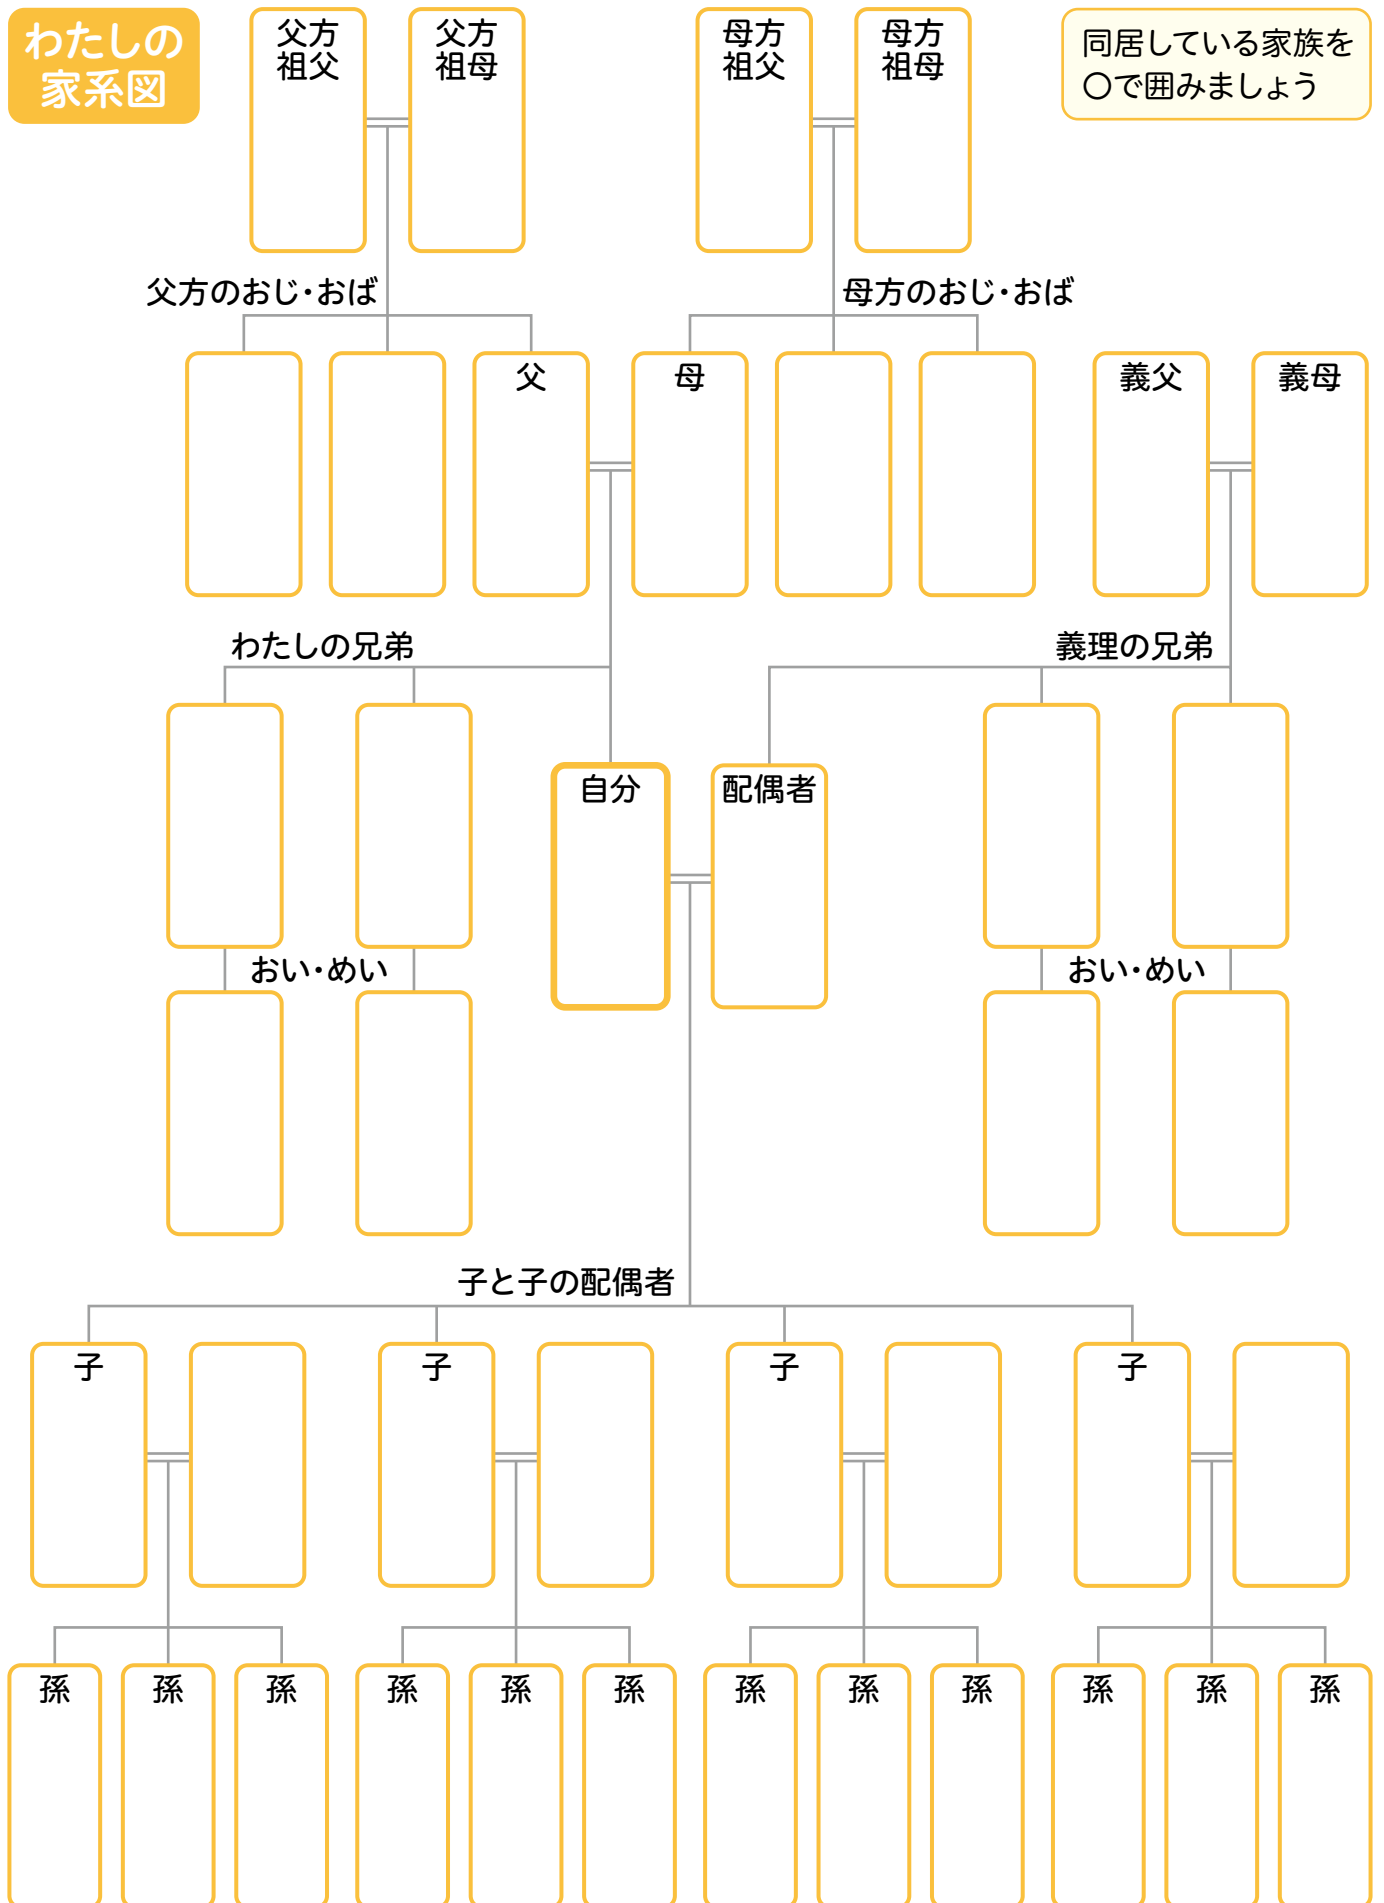 わたしの
家系図
父方
祖父
父方
祖母
母方
祖父
母方
祖母
同居している家族を
〇で囲みましょう
父方のおじ・おば
母方のおじ・おば
父
母
義父
義母
わたしの兄弟
義理の兄弟
自分
配偶者
おい・めい
おい・めい
子と子の配偶者
子
子
子
子
孫
孫
孫
孫
孫
孫
孫
孫
孫
孫
孫
孫